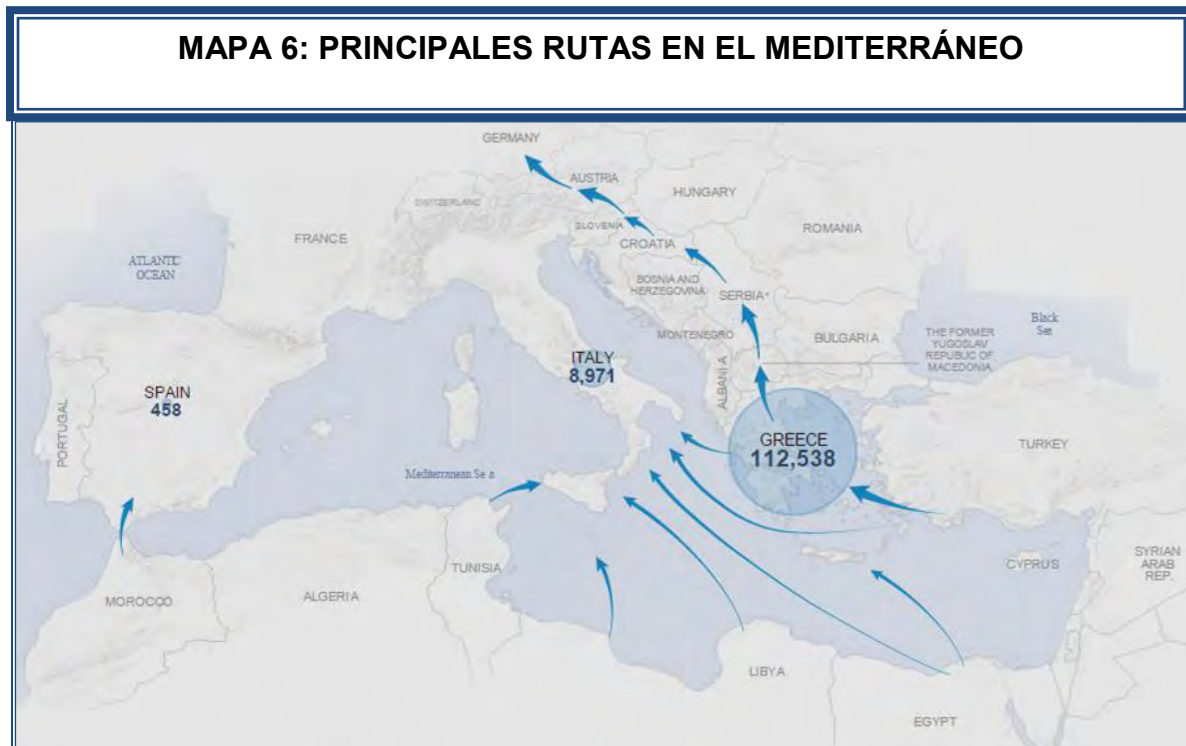 MAPA 6: PRINCIPALES RUTAS EN EL MEDITERRÁNEO
GERMANY
AUSTRIA
HUNGARY
SWITZERLAND
SLOVENIA
FRANCE
CROATIA
ROMANIA
ATLANTIC
OCEAN
BOSNIA AND
HERZEGOVINA
SERBIA*
Black
Sea
MONTENEGRO
BULGARIA
THE FORMER
YUGOSLAV
REPUBLIC OF
MACEDONIA
ITALY
8,971
ALBANIA
SPAIN
458
PORTUGAL
GREECE
112,538
TURKEY
Mediterranean Sea
SYRIAN
ARAB
REP.
CYPRUS
TUNISIA
ALGERIA
MOROCCO
LIBYA
EGYPT